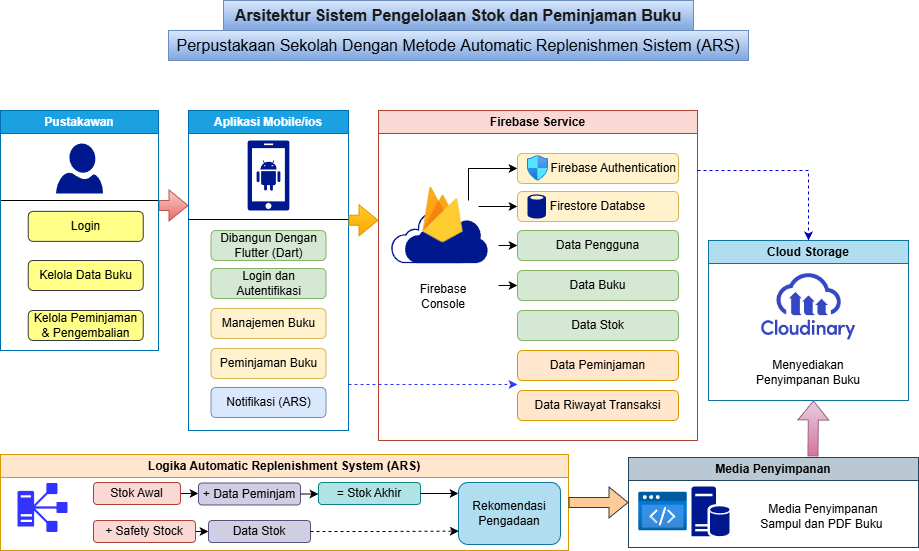 Arsitektur Sistem Pengelolaan Stok dan Peminjaman Buku
Perpustakaan Sekolah Dengan Metode Automatic Replenishmen Sistem (ARS)
Pustakawan
Login
Kelola Data Buku
Kelola Peminjaman
& Pengembalian
Aplikasi Mobile/ios
Dibangun Dengan
Flutter (Dart)
Login dan
Autentifikasi
Manajemen Buku
Peminjaman Buku
Notifikasi (ARS)
Firebase Service
Firebase
Console
Firebase Authentication
Firestore Databse
Data Pengguna
Data Buku
Data Stok
Data Peminjaman
Data Riwayat Transaksi
Cloud Storage
Cloudinary
Menyediakan
Penyimpanan Buku
Logika Automatic Replenishment System (ARS)
Stok Awal
+ Data Peminjam
= Stok Akhir
+ Safety Stock
Data Stok
Rekomendasi
Pengadaan
Media Penyimpanan
Media Penyimpanan
Sampul dan PDF Buku